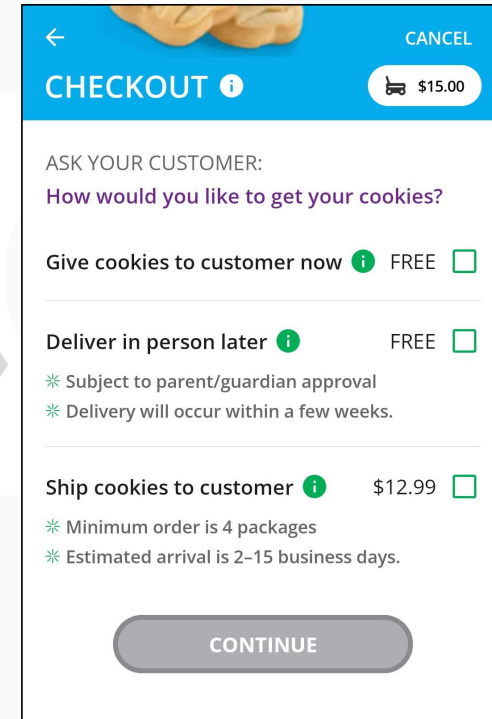 CANCEL
CHECKOUT
$15.00
ASK YOUR CUSTOMER:
How would you like to get your cookies?
Give cookies to customer now FREE
Deliver in person later FREE
Subject to parent/guardian approval
Delivery will occur within a few weeks.
Ship cookies to customer $12.99
Minimum order is 4 packages
Estimated arrival is 2–15 business days.
CONTINUE